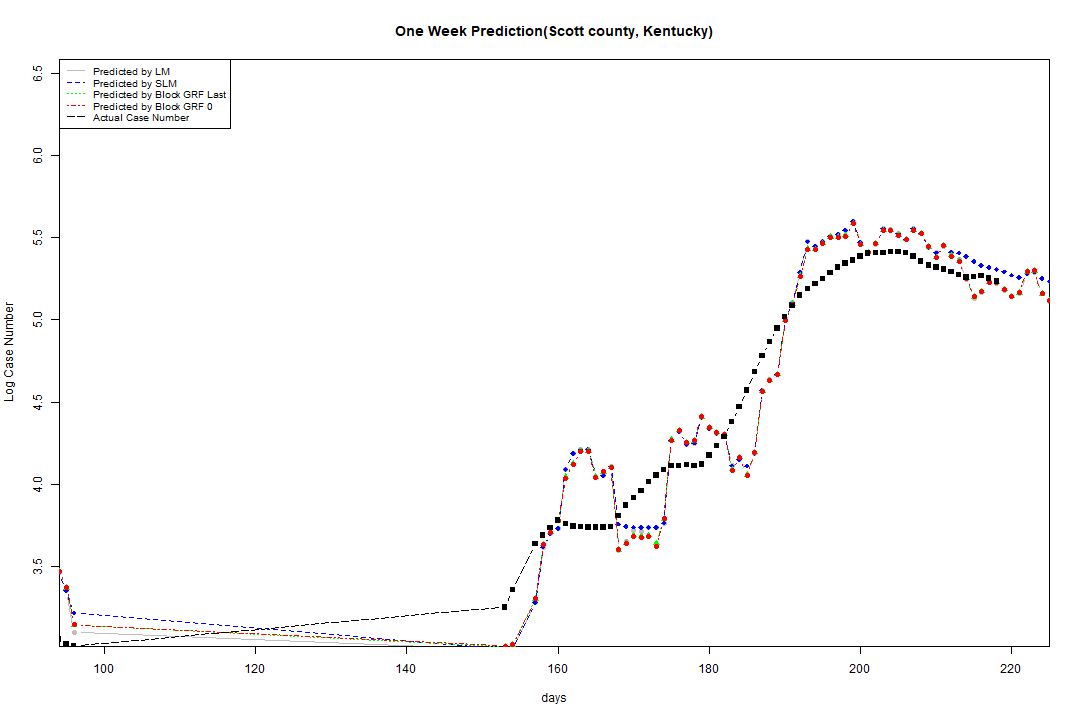 One Week Prediction(Scott county, Kentucky)
Predicted by LM
Predicted by SLM
Predicted by Block GRF Last
Predicted by Block GRF 0
Actual Case Number
6.5
6.0
5.5
5.0
4.5
4.0
3.5
Log Case Number
100 120 140 160 180 200 220
days